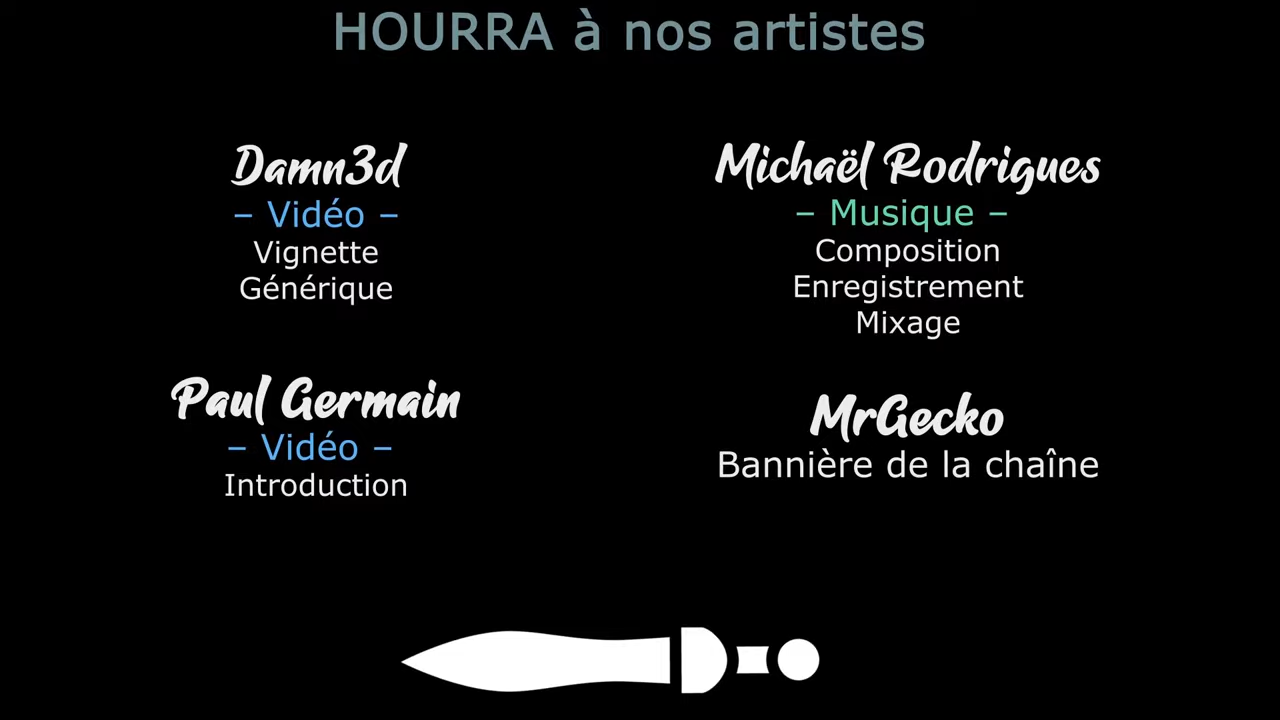 HOURRA à nos artistes
Damn3d
– Vidéo –
Vignette
Générique
Michaël Rodrigues
– Musique –
Composition
Enregistrement
Mixage
Paul Germain
– Vidéo –
Introduction
MrGecko
Bannière de la chaîne